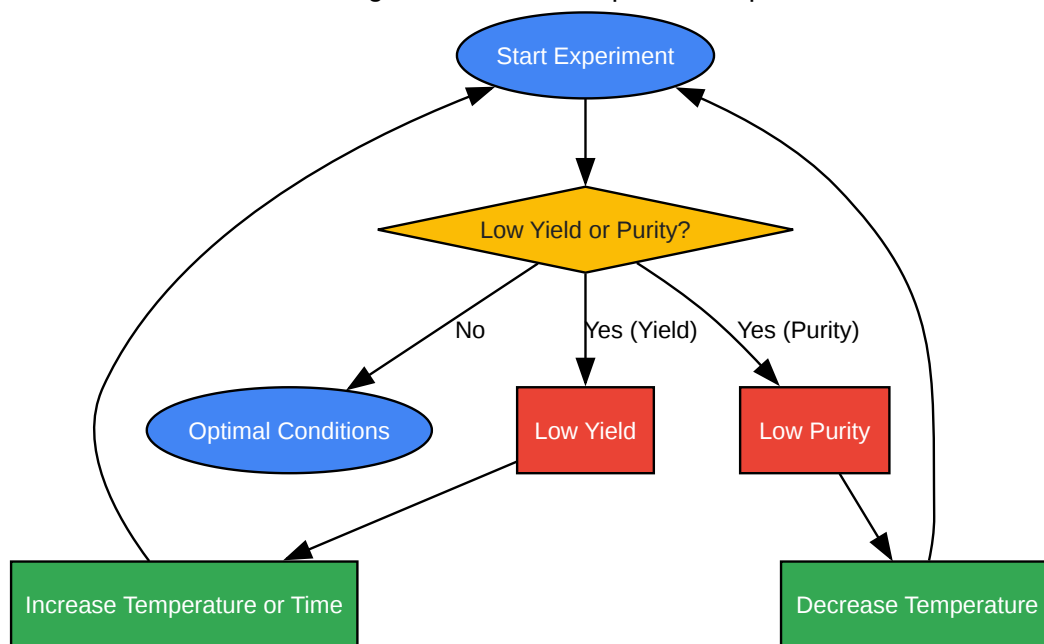 Start Experiment
Low Yield or Purity?
No
Yes (Yield)
Yes (Purity)
Optimal Conditions
Low Yield
Low Purity
Increase Temperature or Time
Decrease Temperature